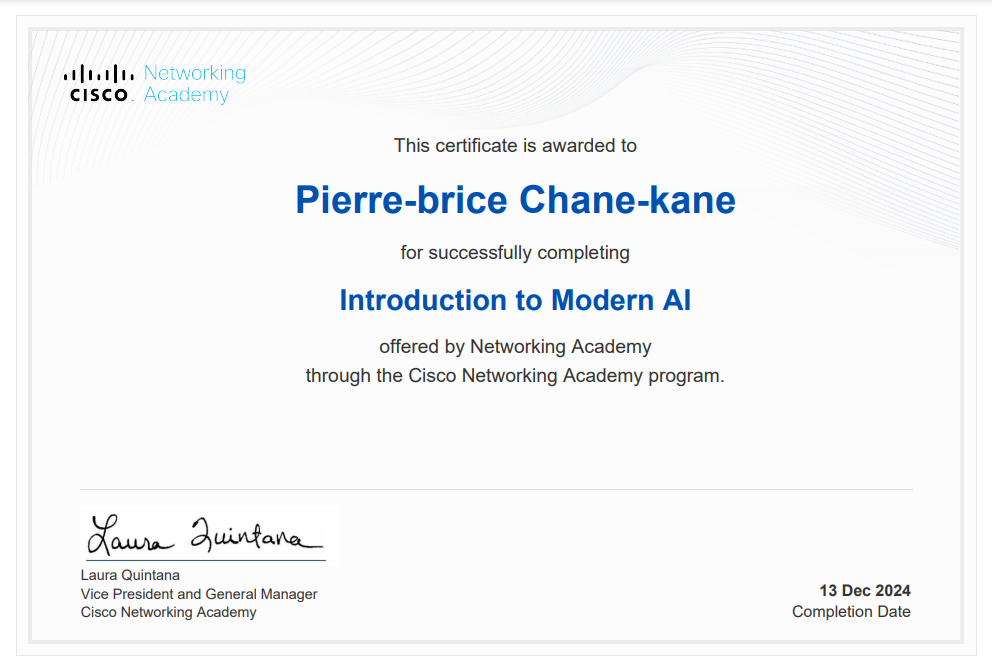 CISCO
Networking
Academy
This certificate is awarded to
Pierre-brice Chane-kane
for successfully completing
Introduction to Modern AI
offered by Networking Academy
through the Cisco Networking Academy program.
Laura Quintana
Laura Quintana
Vice President and General Manager
Cisco Networking Academy
13 Dec 2024
Completion Date